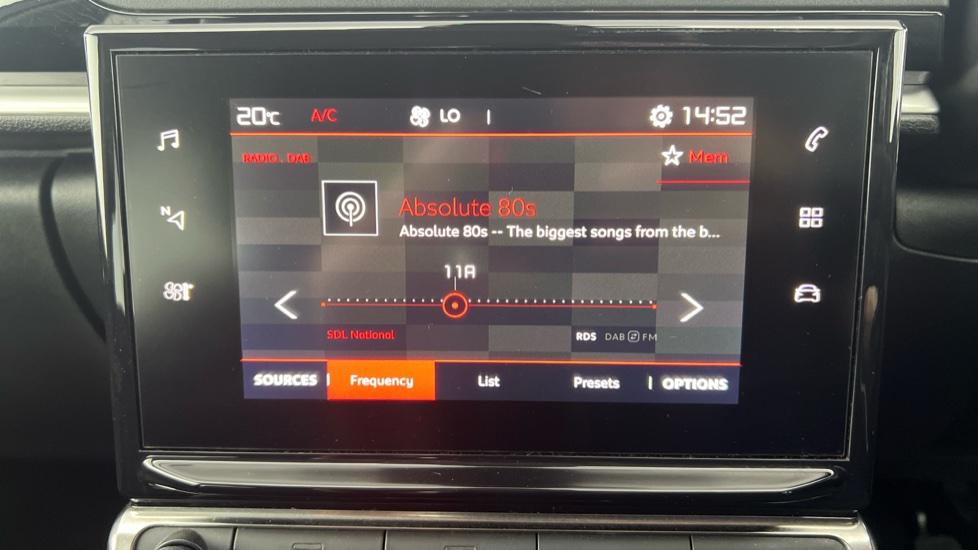 20°C A/C LO | 14:52
RADIO . DAB
Mem
N
Absolute 80s
Absolute 80s -- The biggest songs from the b...
11A
SDL National
RDS DAB FM
SOURCES | Frequency List Presets | OPTIONS